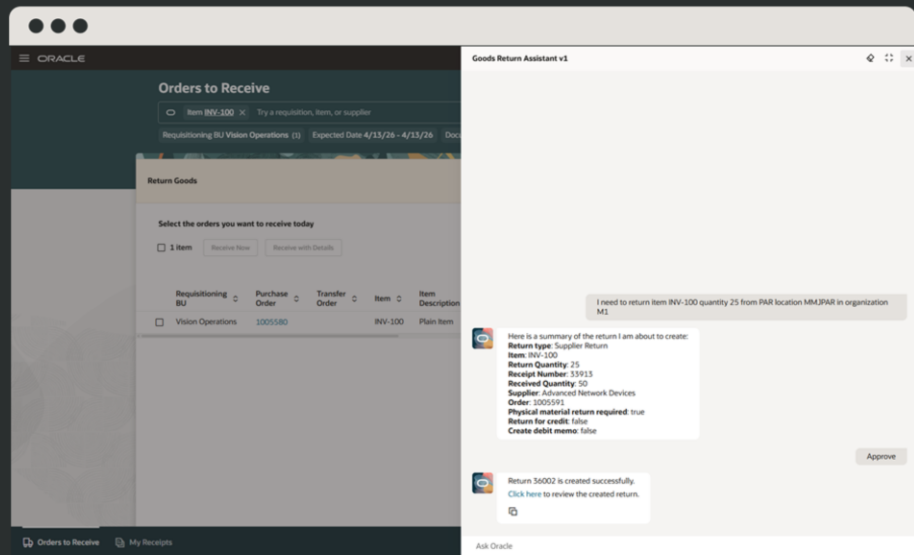 ORACLE
Goods Return Assistant v1
Orders to Receive
Item INV-100 Try a requisition, item, or supplier
Requisitioning BU Vision Operations (1) Expected Date 4/13/26 - 4/13/26 Docu
Return Goods
Select the orders you want to receive today
1 item Receive Now Receive with Details
Requisitioning BU Purchase Order Transfer Order Item Item Description
Vision Operations 1005580 INV-100 Plain Item
I need to return item INV-100 quantity 25 from PAR location MMJPAR in organization
M1
Here is a summary of the return I am about to create:
Return type: Supplier Return
Item: INV-100
Return Quantity: 25
Receipt Number: 33913
Received Quantity: 50
Supplier: Advanced Network Devices
Order: 1005591
Physical material return required: true
Return for credit: false
Create debit memo: false
Approve
Return 36002 is created successfully.
Click here to review the created return.
Orders to Receive My Receipts
Ask Oracle